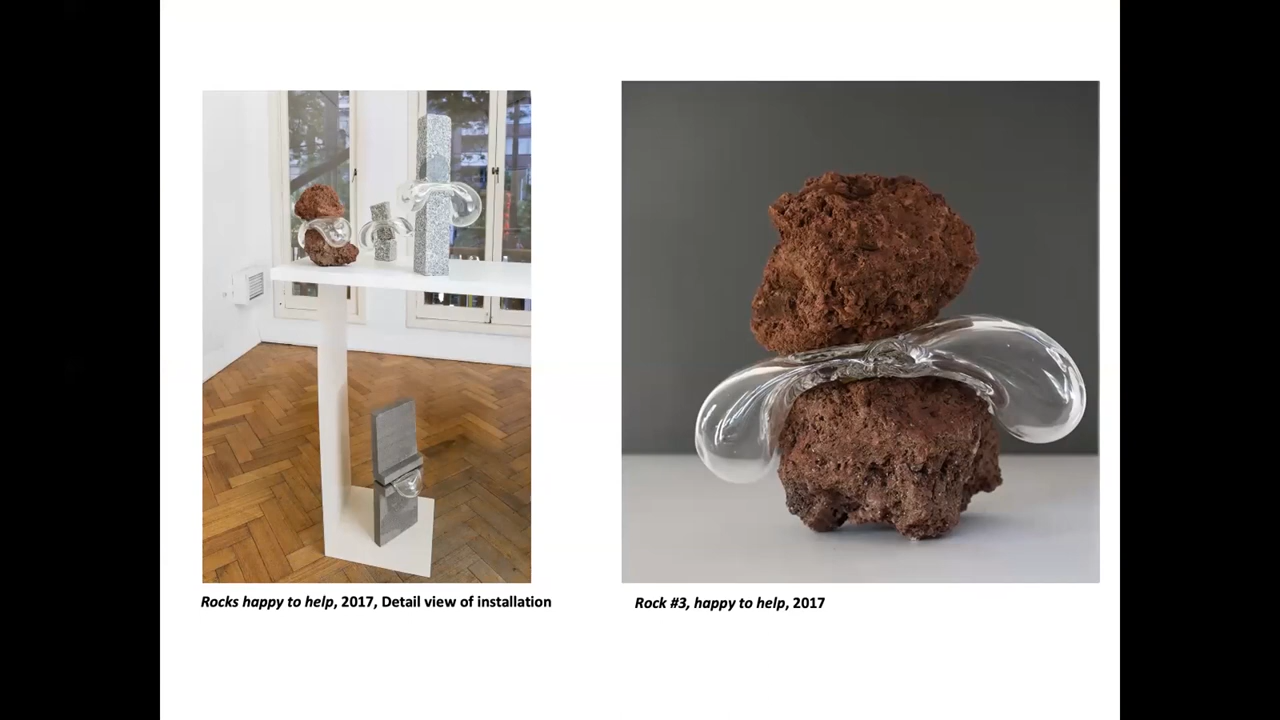 Rocks happy to help, 2017, Detail view of installation
Rock #3, happy to help, 2017